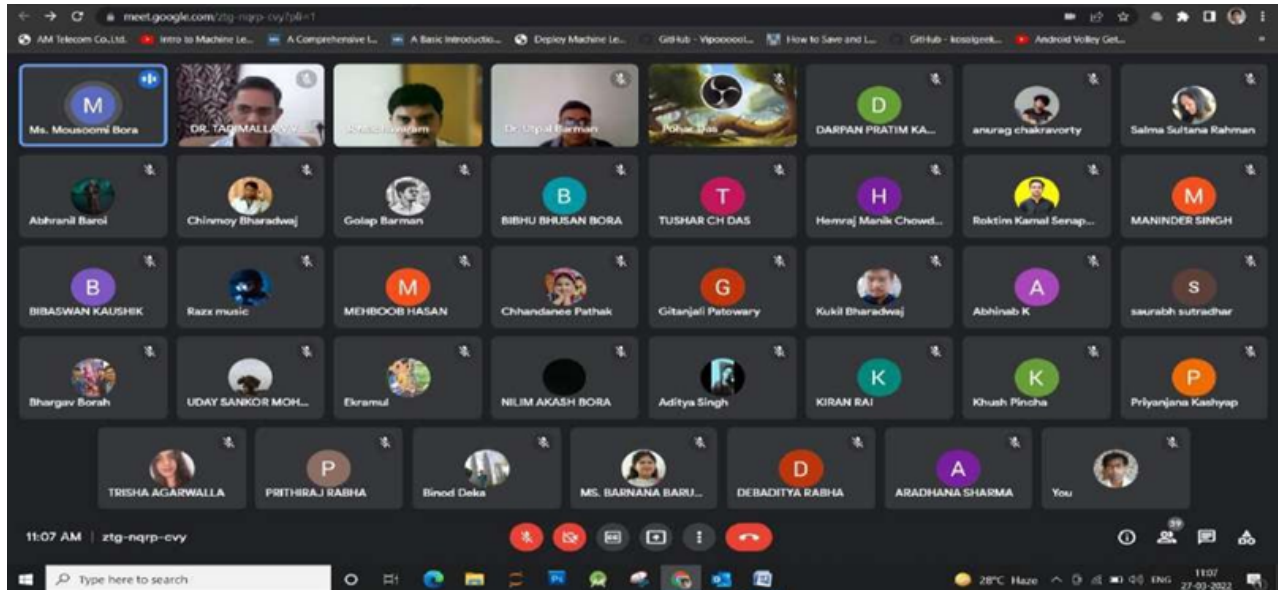 meet.google.com/ztg-nqrp-cvy?pli=1
AM Telecom Co.,Ltd. Intro to Machine Le... A Comprehensive L... A Basic Introductio... Deploy Machine Le... GitHub - Vipooool... How to Save and L... GitHub - kosalgeek... Android Volley Get...
M D
Ms. Mousoomi Bora DR. TADIMALLA Dr. Utpal Barman Pohar Das DARPAN PRATIM KA... anurag chakravorty Salma Sultana Rahman
B T H M
Abhranil Baroi Chinmoy Bharadwaj Golap Barman BIBHU BHUSAN BORA TUSHAR CH DAS Hemraj Manik Chowd... Roktim Kamal Senap... MANINDER SINGH
B M G A S
BIBASWAN KAUSHIK Razx music MEHBOOB HASAN Chhandanee Pathak Gitanjali Patowary Kukil Bharadwaj Abhinab K saurabh sutradhar
K K P
Bhargav Borah UDAY SANKOR MOH... Ekramul NILIM AKASH BORA Aditya Singh KIRAN RAI Khush Pincha Priyanjana Kashyap
P D A
TRISHA AGARWALLA PRITHIRAJ RABHA Binod Deka MS. BARNANA BARU... DEBADITYA RABHA ARADHANA SHARMA You
11:07 AM | ztg-nqrp-cvy 39
Type here to search Ps 28°C Haze ENG 11:07
27-03-2022